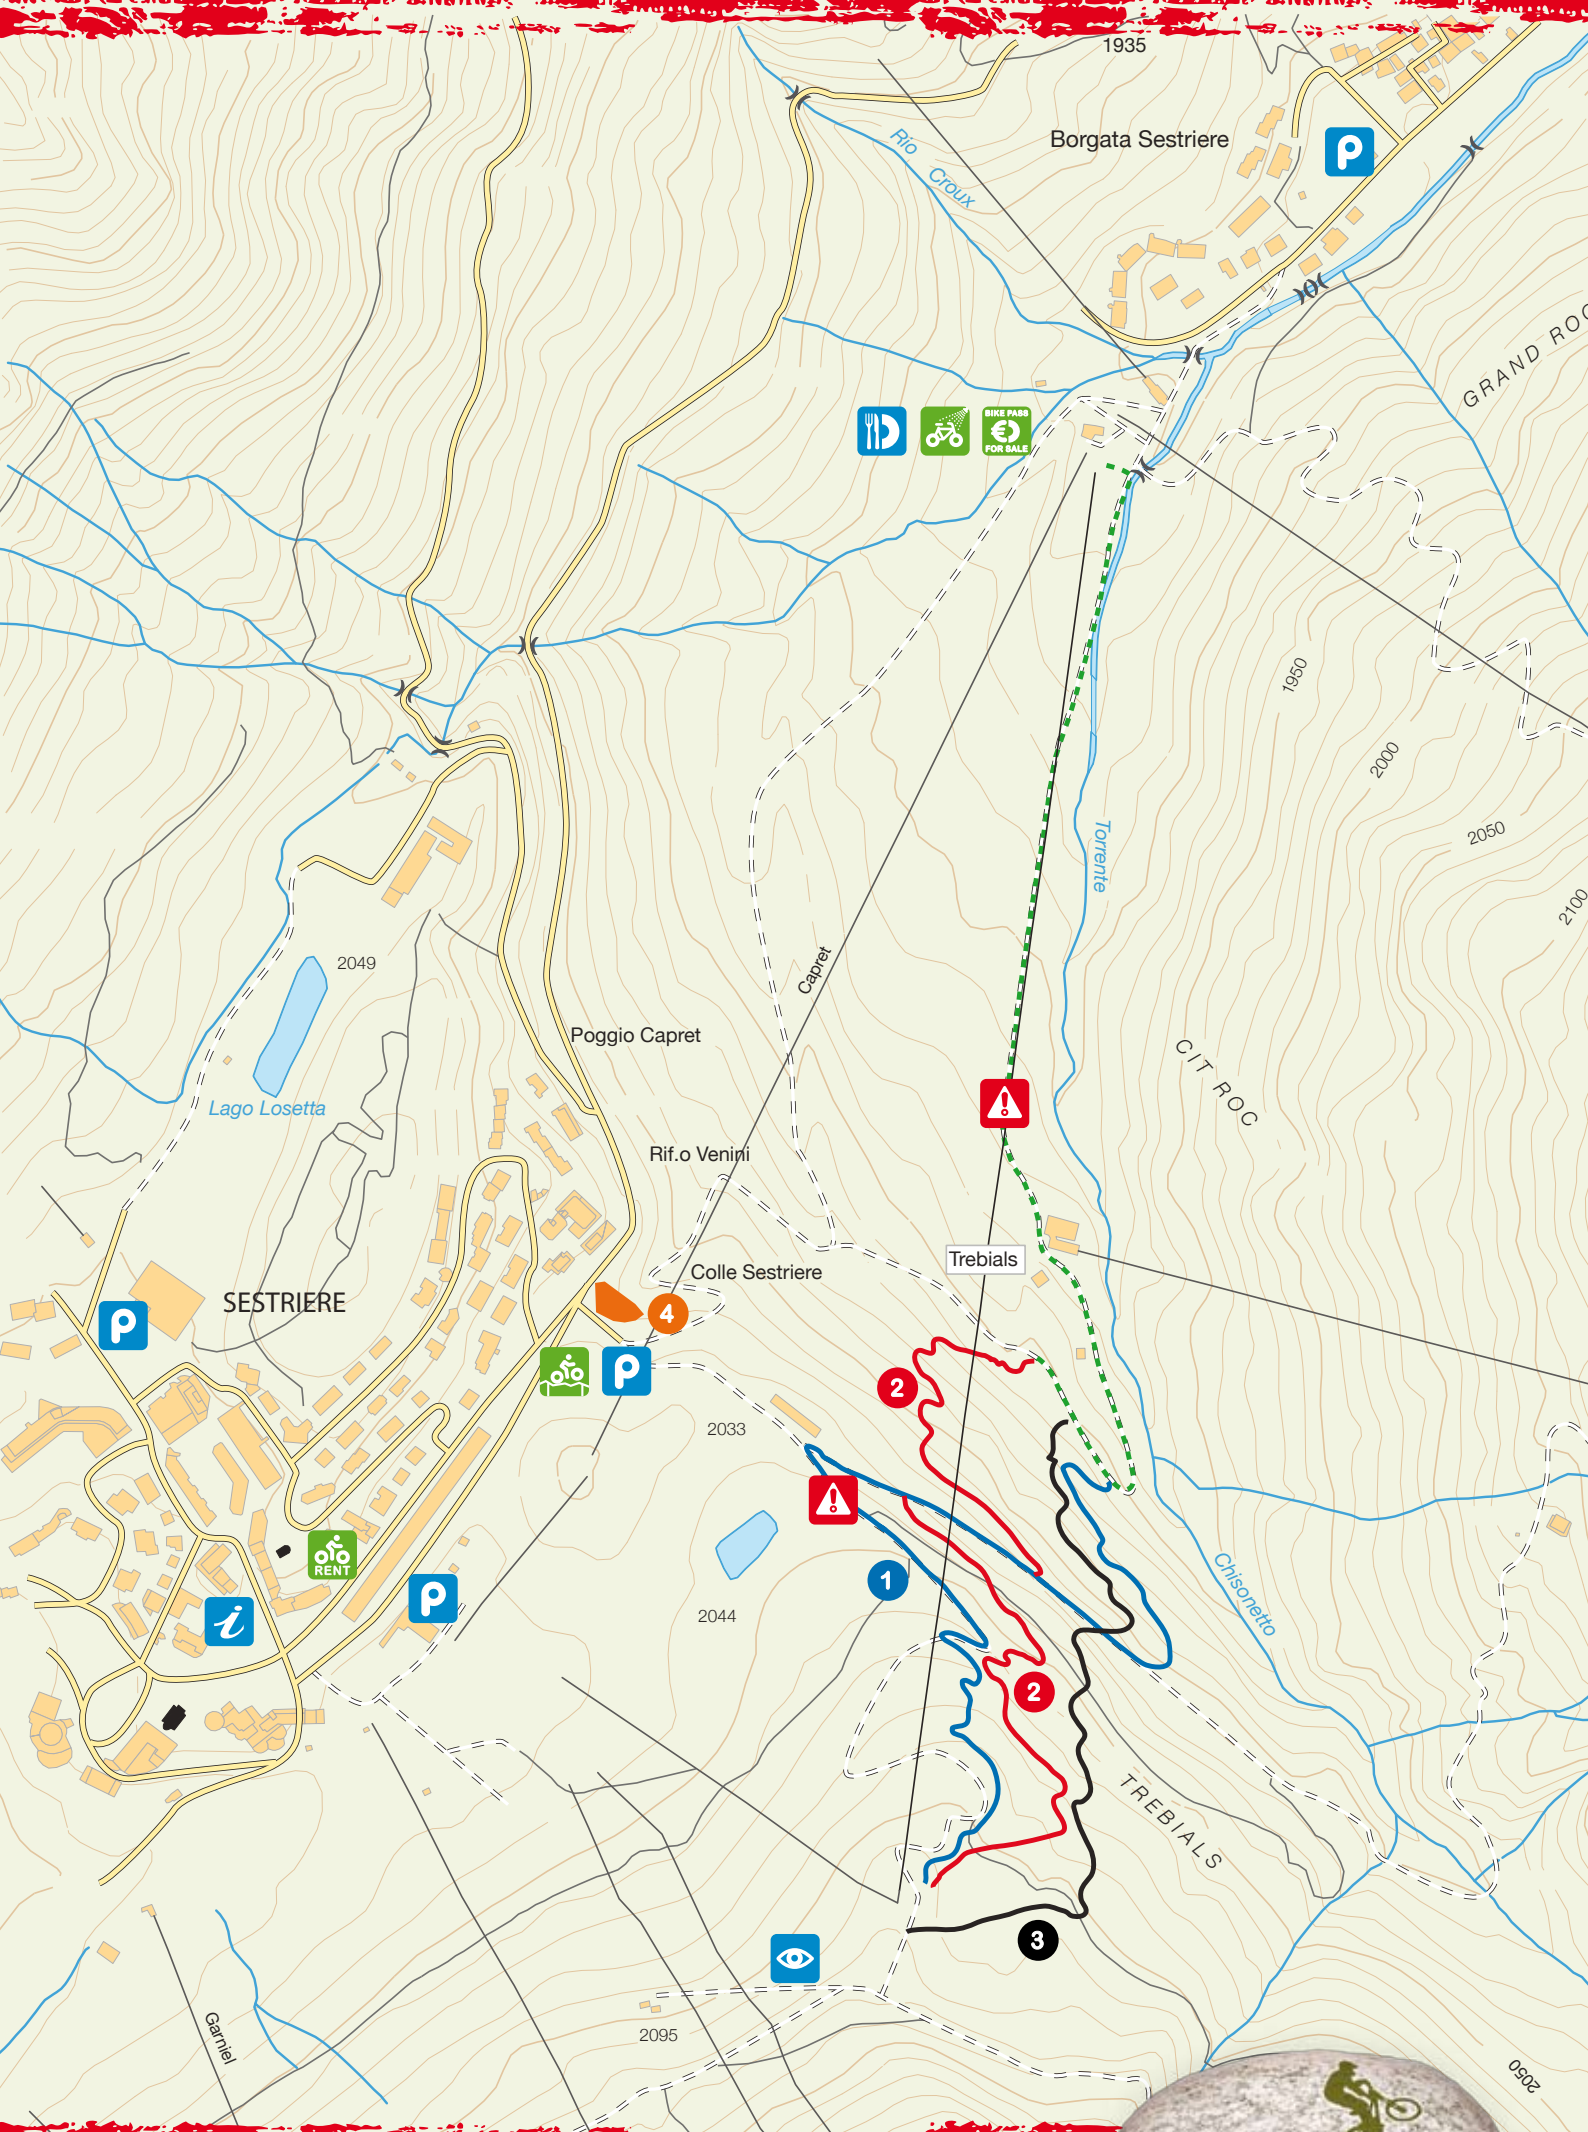 1935
Borgata Sestriere
P
Rio
Croux
GRAND ROC
BIKE PASS
€
FOR SALE
1950
2000
2050
2100
Torrente
Capret
2049
Poggio Capret
Lago Losetta
CIT ROC
Rif.o Venini
Trebials
Colle Sestriere
SESTRIERE
P
4
P
2
2033
1
Chisonetto
RENT
P
i
2044
2
TREBIALS
3
2095
Garniel
2050